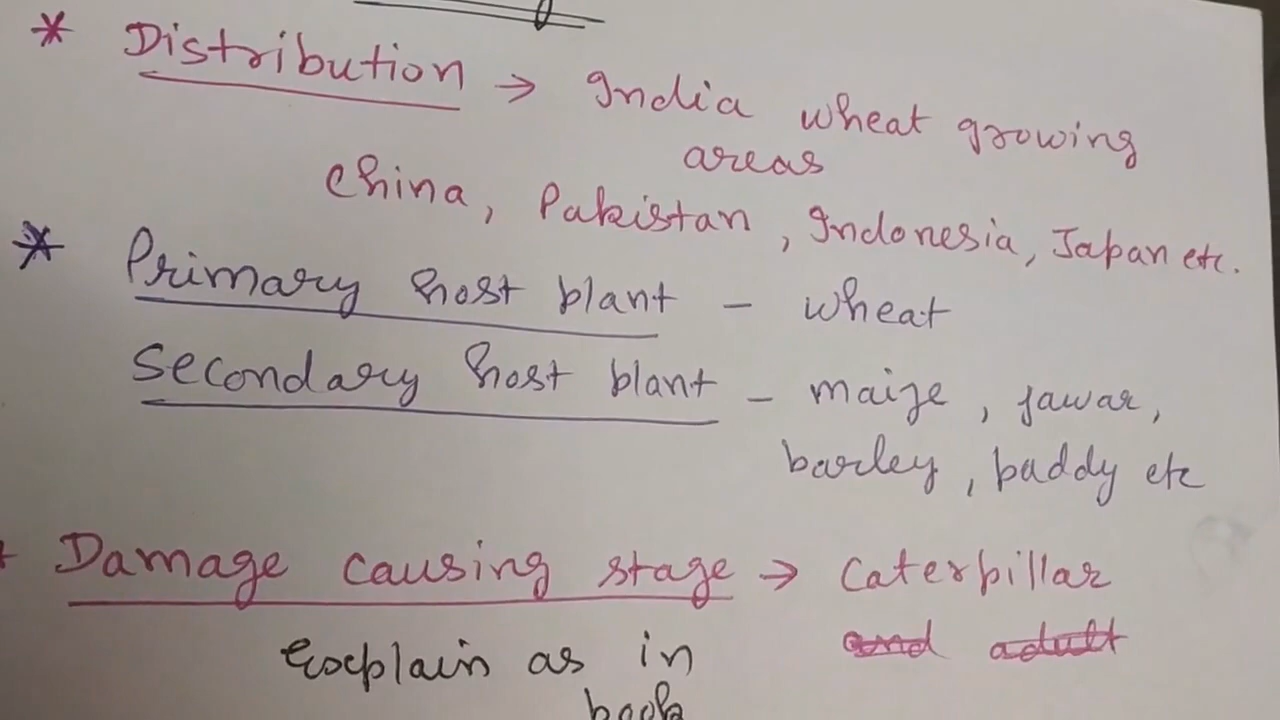 * Distribution → India wheat growing
areas
China, Pakistan, Indonesia, Japan etc.
* Primary host plant - wheat
Secondary host plant - maize, jawar,
barley, paddy etc
* Damage causing stage → Caterpillar
and adult
Explain as in
book